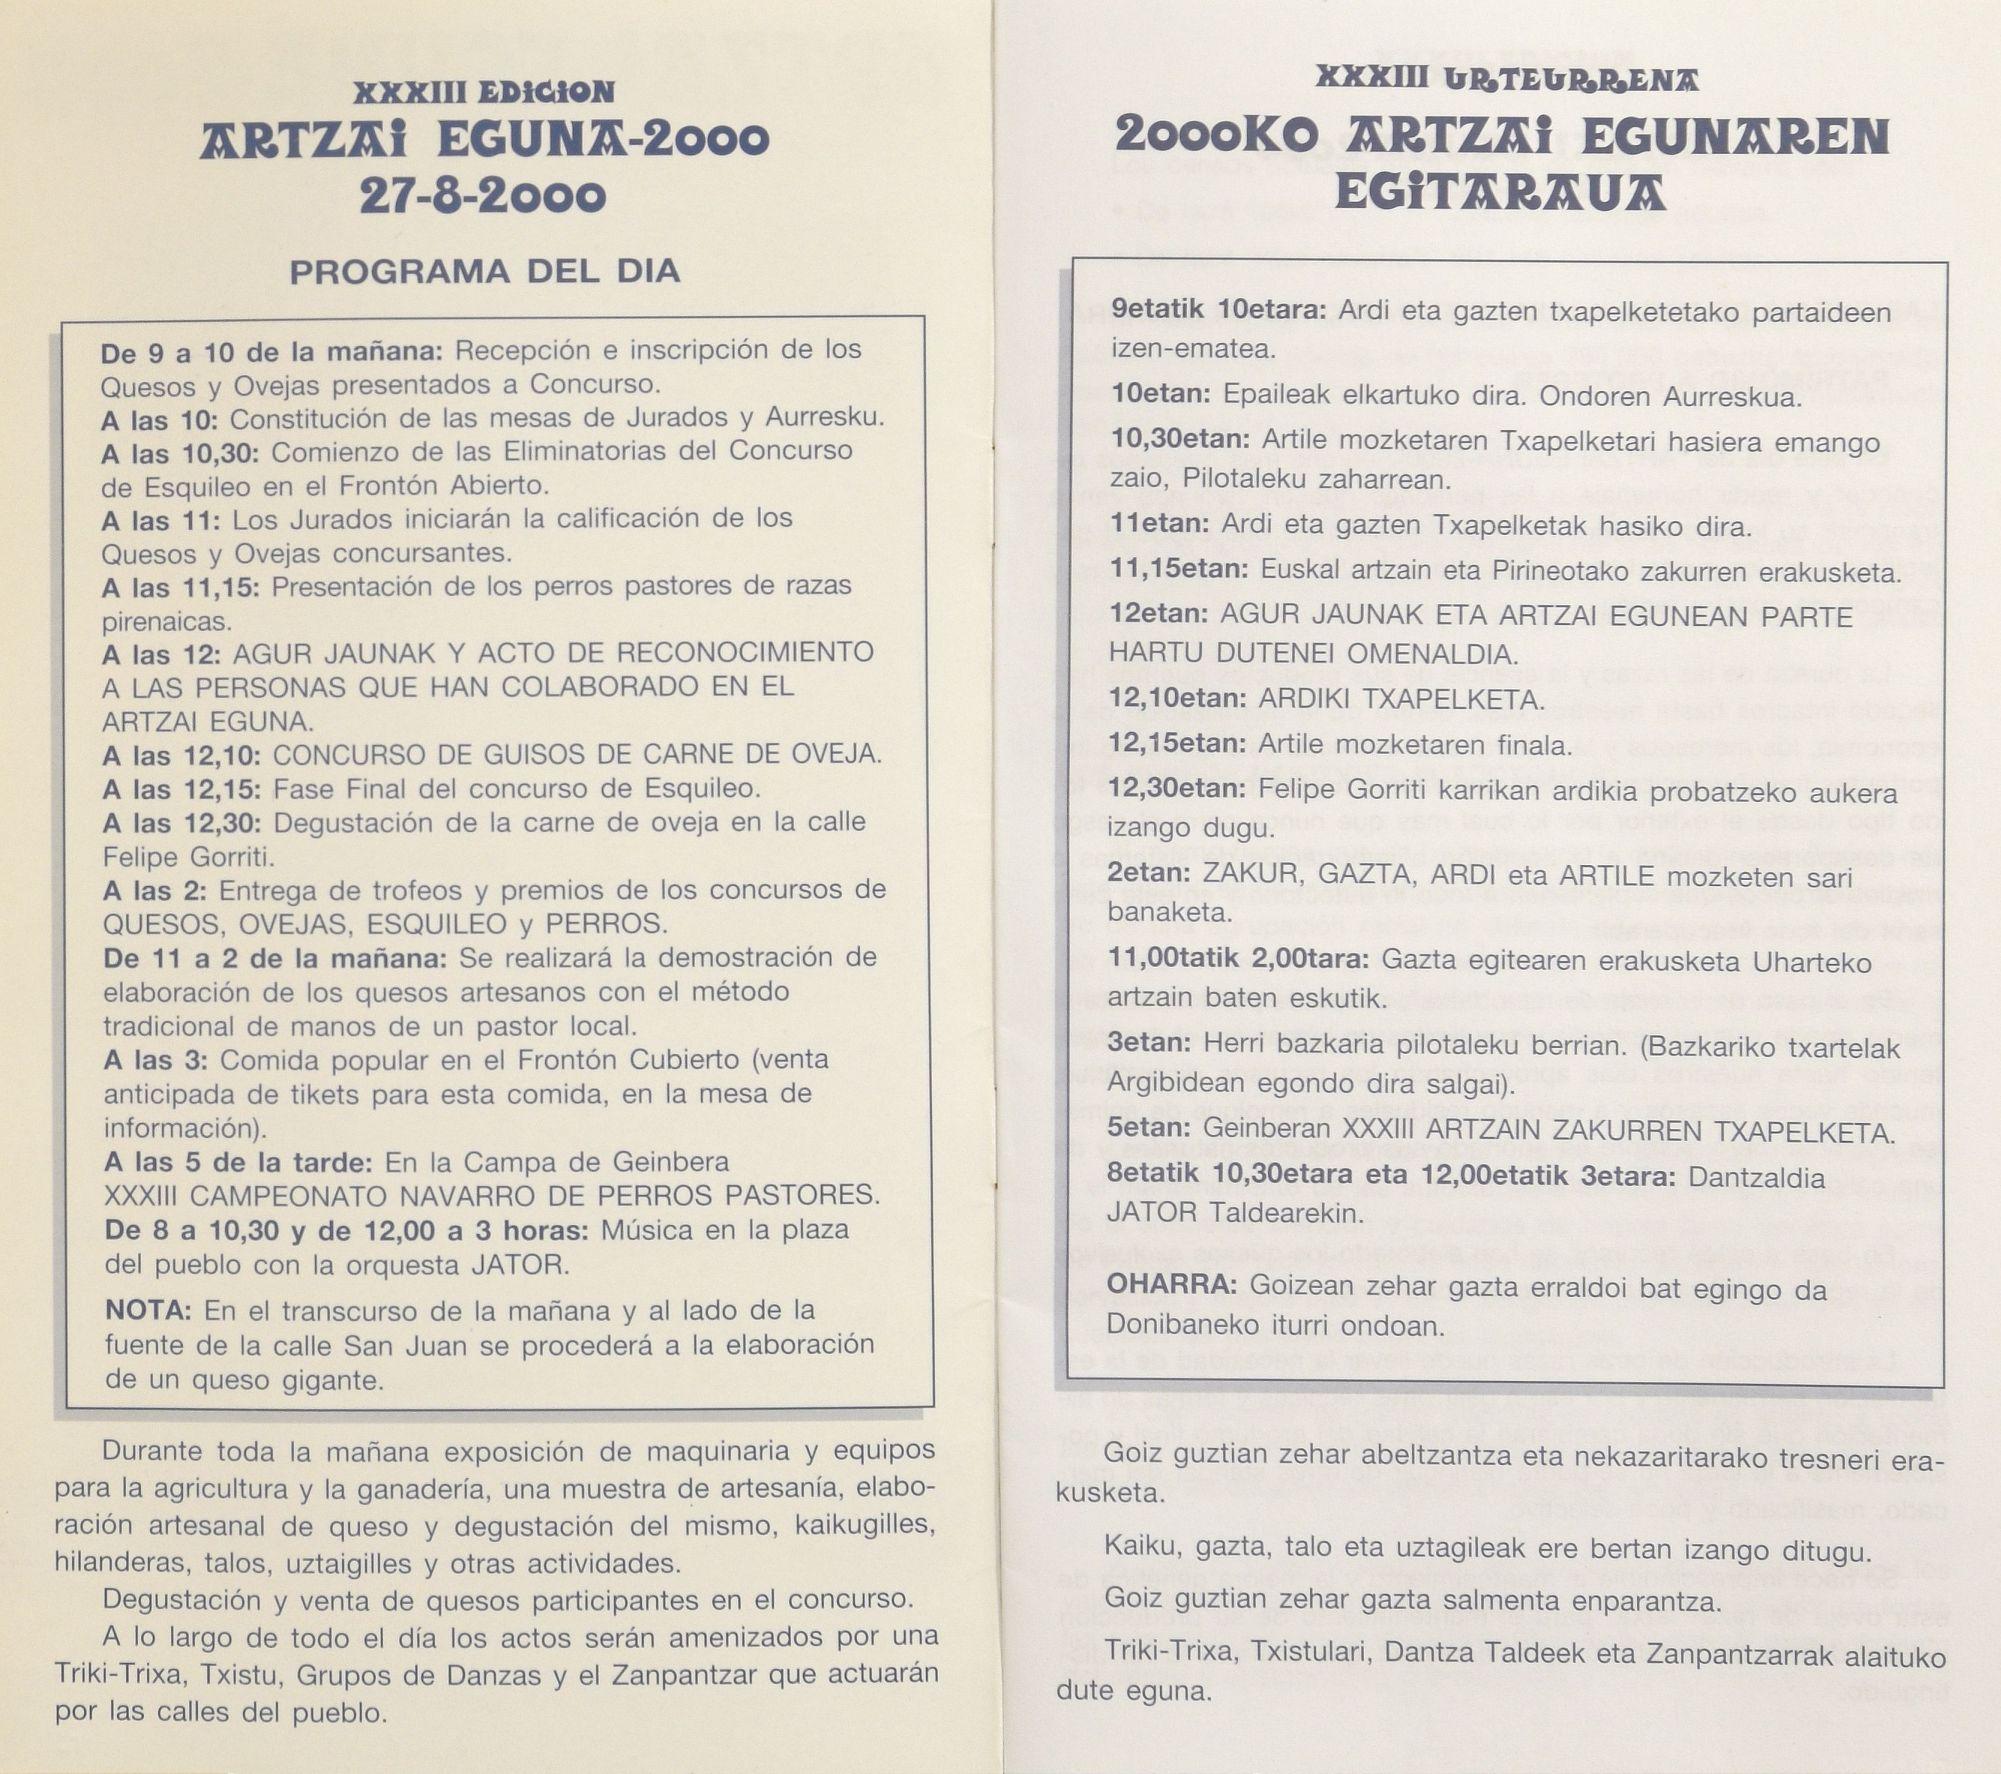 XXXIII EDICION
ARTZAI EGUNA-2000
27-8-2000
PROGRAMA DEL DIA
De 9 a 10 de la mañana: Recepción e inscripción de los
Quesos y Ovejas presentados a Concurso.
A las 10: Constitución de las mesas de Jurados y Aurresku.
A las 10,30: Comienzo de las Eliminatorias del Concurso
de Esquileo en el Frontón Abierto.
A las 11: Los Jurados iniciarán la calificación de los
Quesos y Ovejas concursantes.
A las 11,15: Presentación de los perros pastores de razas
pirenaicas.
A las 12: AGUR JAUNAK Y ACTO DE RECONOCIMIENTO
A LAS PERSONAS QUE HAN COLABORADO EN EL
ARTZAI EGUNA.
A las 12,10: CONCURSO DE GUISOS DE CARNE DE OVEJA.
A las 12,15: Fase Final del concurso de Esquileo.
A las 12,30: Degustación de la carne de oveja en la calle
Felipe Gorriti.
A las 2: Entrega de trofeos y premios de los concursos de
QUESOS, OVEJAS, ESQUILEO y PERROS.
De 11 a 2 de la mañana: Se realizará la demostración de
elaboración de los quesos artesanos con el método
tradicional de manos de un pastor local.
A las 3: Comida popular en el Frontón Cubierto (venta
anticipada de tikets para esta comida, en la mesa de
información).
A las 5 de la tarde: En la Campa de Geinbera
XXXIII CAMPEONATO NAVARRO DE PERROS PASTORES.
De 8 a 10,30 y de 12,00 a 3 horas: Música en la plaza
del pueblo con la orquesta JATOR.
NOTA: En el transcurso de la mañana y al lado de la
fuente de la calle San Juan se procederá a la elaboración
de un queso gigante.
Durante toda la mañana exposición de maquinaria y equipos
para la agricultura y la ganadería, una muestra de artesanía, elabo-
ración artesanal de queso y degustación del mismo, kaikugilles,
hilanderas, talos, uztaigilles y otras actividades.
Degustación y venta de quesos participantes en el concurso.
A lo largo de todo el día los actos serán amenizados por una
Triki-Trixa, Txistu, Grupos de Danzas y el Zanpantzar que actuarán
por las calles del pueblo.
XXXIII URTEURRENA
2000KO ARTZAI EGUNAREN
EGITARAUA
9etatik 10etara: Ardi eta gazten txapelketetako partaideen
izen-ematea.
10etan: Epaileak elkartuko dira. Ondoren Aurreskua.
10,30etan: Artile mozketaren Txapelketari hasiera emango
zaio, Pilotaleku zaharrean.
11etan: Ardi eta gazten Txapelketak hasiko dira.
11,15etan: Euskal artzain eta Pirineotako zakurren erakusketa.
12etan: AGUR JAUNAK ETA ARTZAI EGUNEAN PARTE
HARTU DUTENEI OMENALDIA.
12,10etan: ARDIKI TXAPELKETA.
12,15etan: Artile mozketaren finala.
12,30etan: Felipe Gorriti karrikan ardikia probatzeko aukera
izango dugu.
2etan: ZAKUR, GAZTA, ARDI eta ARTILE mozketen sari
banaketa.
11,00tatik 2,00tara: Gazta egitearen erakusketa Uharteko
artzain baten eskutik.
3etan: Herri bazkaria pilotaleku berrian. (Bazkariko txartelak
Argibidean egondo dira salgai).
5etan: Geinberan XXXIII ARTZAIN ZAKURREN TXAPELKETA.
8etatik 10,30etara eta 12,00etatik 3etara: Dantzaldia
JATOR Taldearekin.
OHARRA: Goizean zehar gazta erraldoi bat egingo da
Donibaneko iturri ondoan.
Goiz guztian zehar abeltzantza eta nekazaritarako tresneri era-
kusketa.
Kaiku, gazta, talo eta uztagileak ere bertan izango ditugu.
Goiz guztian zehar gazta salmenta enparantza.
Triki-Trixa, Txistulari, Dantza Taldeek eta Zanpantzarrak alaituko
dute eguna.